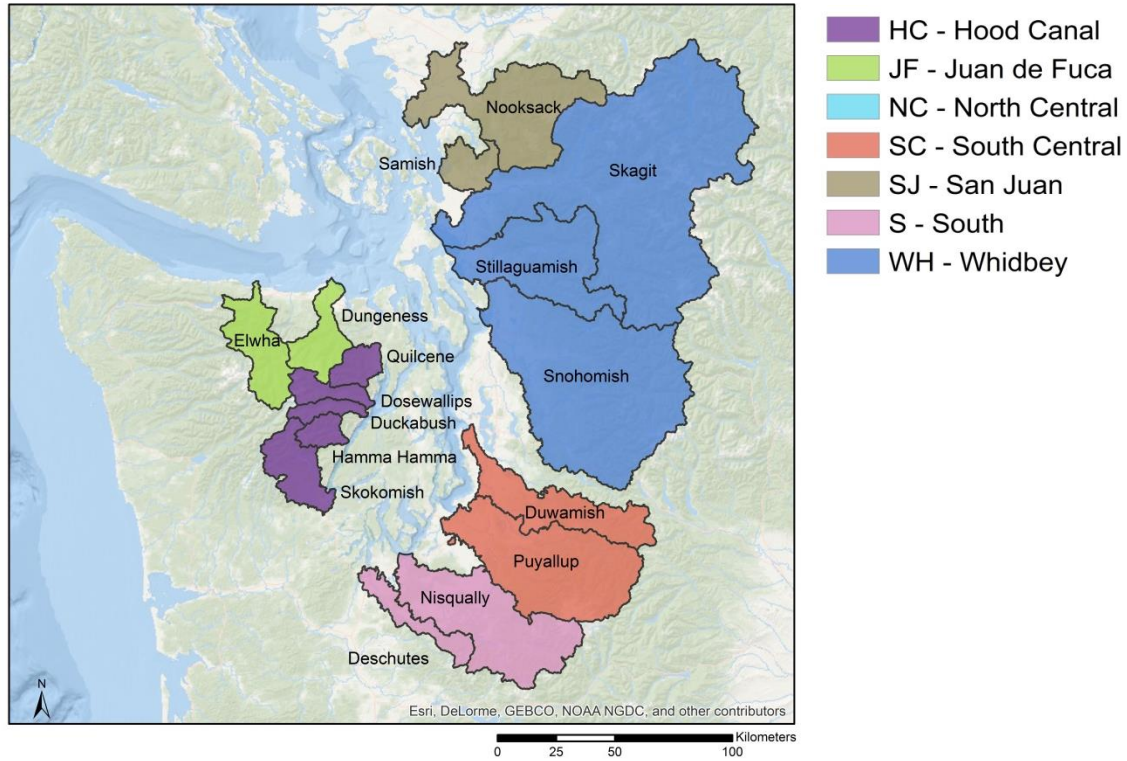 HC - Hood Canal
JF - Juan de Fuca
NC - North Central
SC - South Central
SJ - San Juan
S - South
WH - Whidbey
Nooksack
Samish
Skagit
Stillaguamish
Dungeness
Elwha
Quilcene
Snohomish
Dosewallips
Duckabush
Hamma Hamma
Skokomish
Duwamish
Puyallup
Nisqually
Deschutes
N
Esri, DeLorme, GEBCO, NOAA NGDC, and other contributors
Kilometers
0 25 50 100